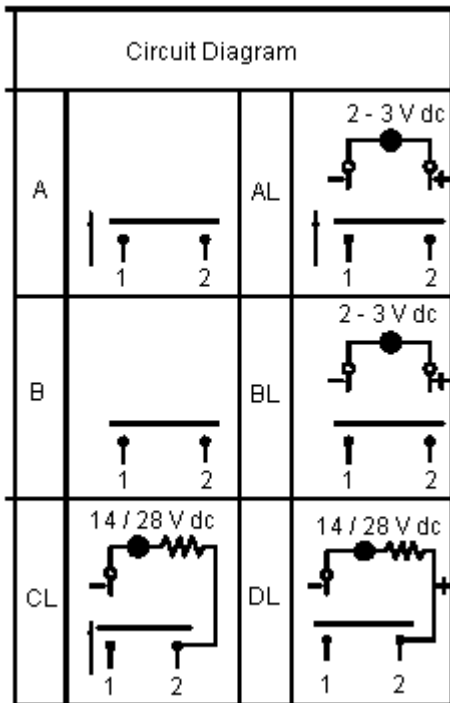 Circuit Diagram
A
1 2
AL
2 - 3 V dc
- +
1 2
B
1 2
BL
2 - 3 V dc
- +
1 2
CL
14 / 28 V dc
-
1 2
DL
14 / 28 V dc
- +
1 2